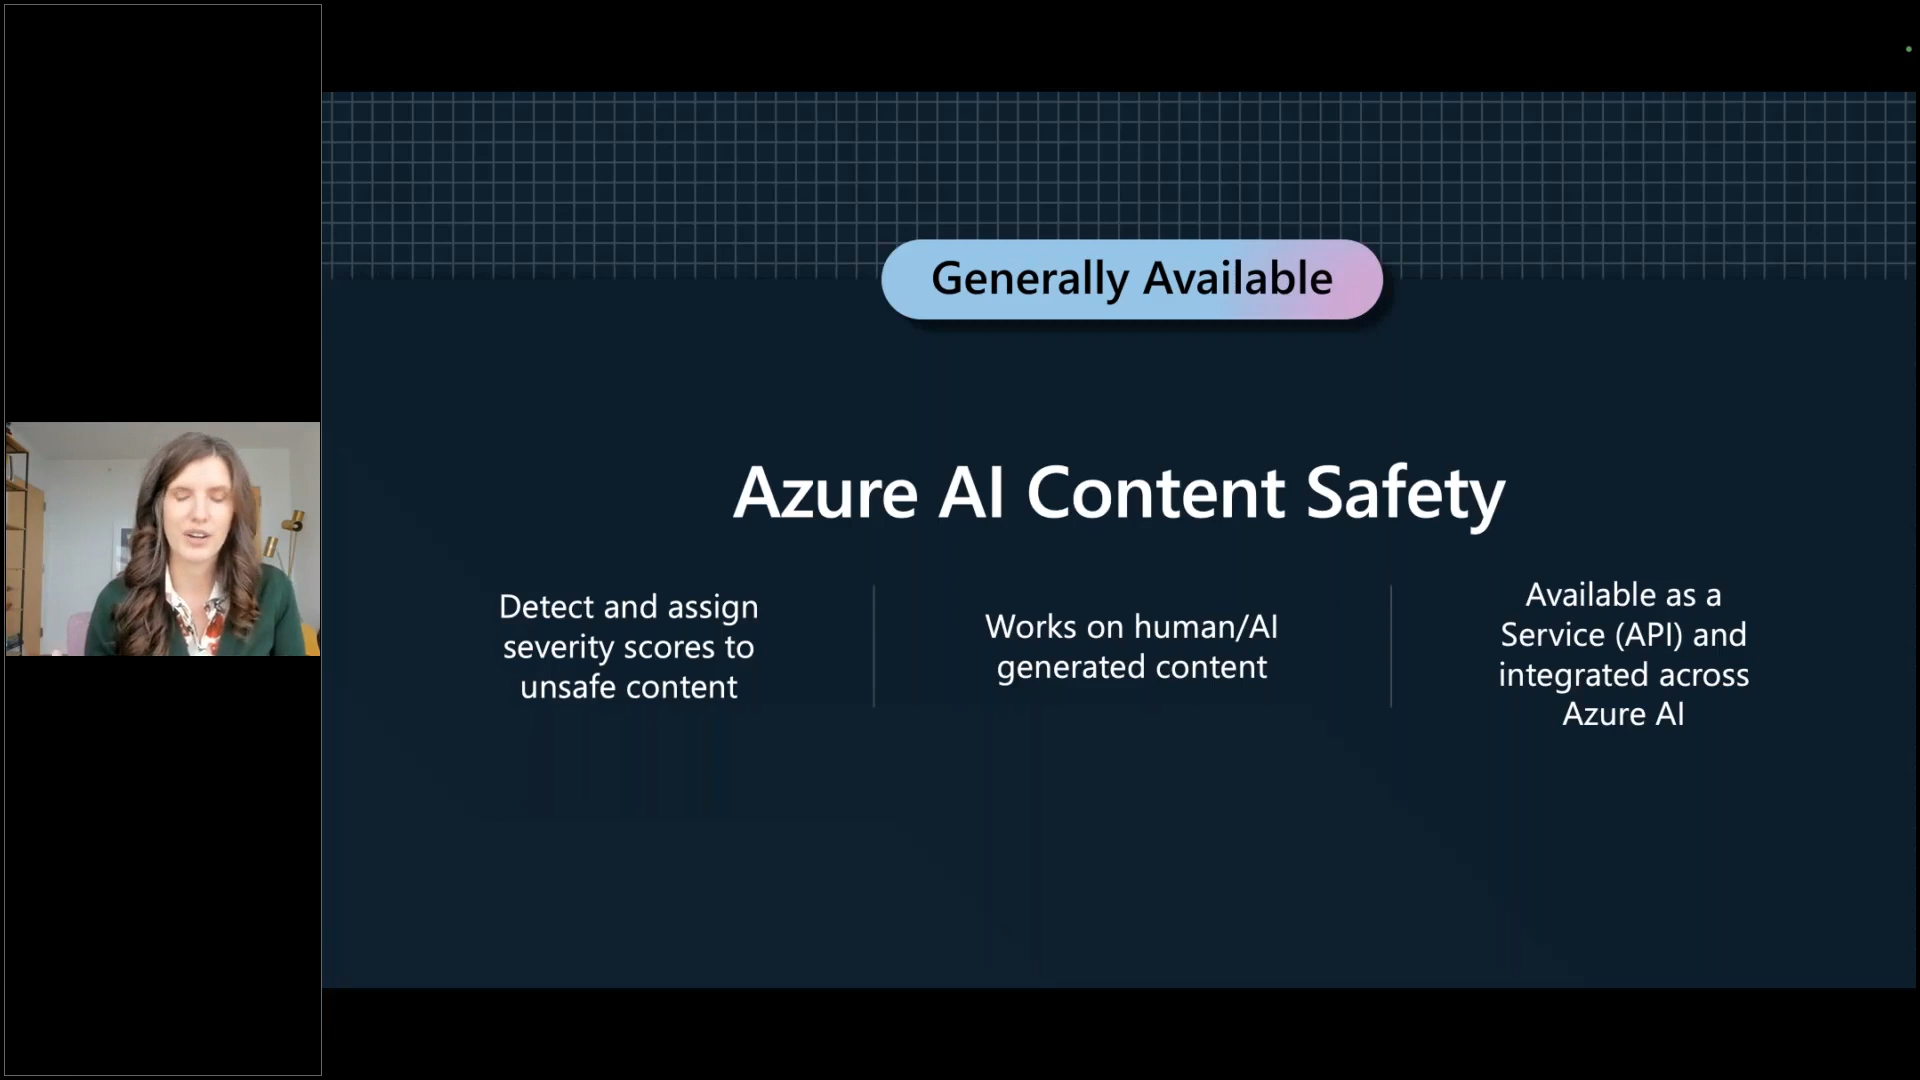 Generally Available
Azure AI Content Safety
Detect and assign
severity scores to
unsafe content
Works on human/AI
generated content
Available as a
Service (API) and
integrated across
Azure AI